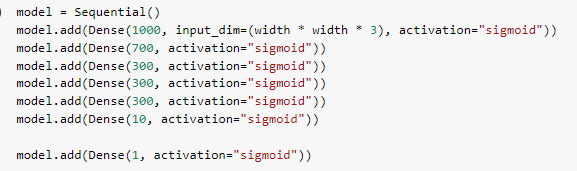 model = Sequential()
model.add(Dense(1000, input_dim=(width * width * 3), activation="sigmoid"))
model.add(Dense(700, activation="sigmoid"))
model.add(Dense(300, activation="sigmoid"))
model.add(Dense(300, activation="sigmoid"))
model.add(Dense(300, activation="sigmoid"))
model.add(Dense(10, activation="sigmoid"))
model.add(Dense(1, activation="sigmoid"))